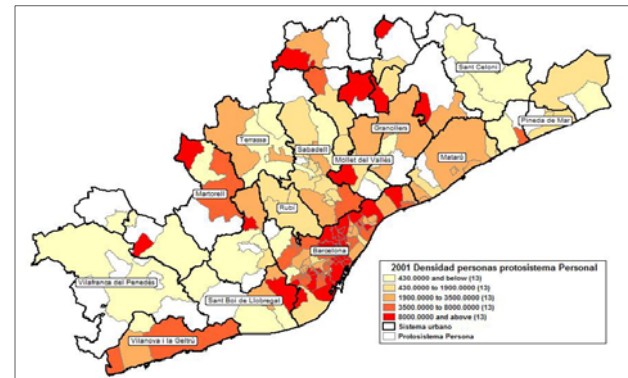 Sant Celoni
Pineda de Mar
Granollers
Terrassa
Sabadell
Mollet del Vallès
Mataró
Martorell
Rubí
Barcelona
Vilafranca del Penedès
Sant Boi de Llobregat
Vilanova i la Geltrú
2001 Densidad personas protosistema Personal
430.0000 and below (13)
430.0000 to 1900.0000 (13)
1900.0000 to 3500.0000 (13)
3500.0000 to 8000.0000 (13)
8000.0000 and above (13)
Sistema urbano
Protosistema Persona